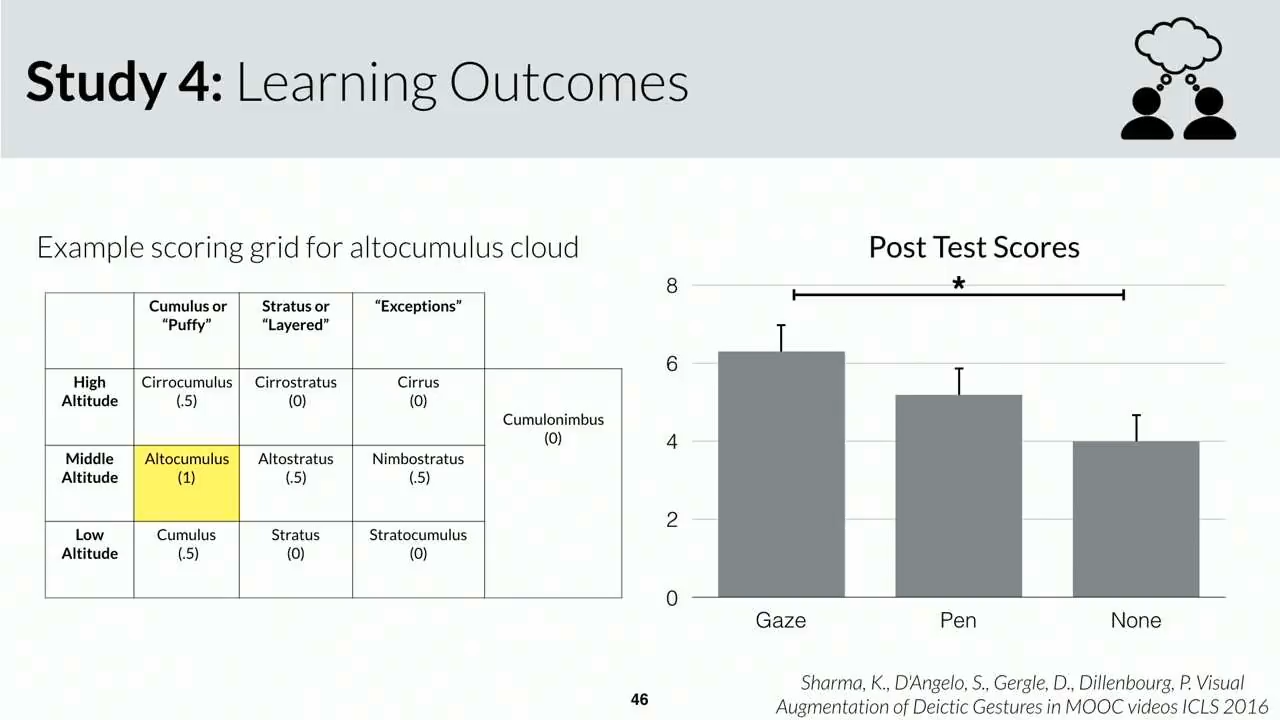 Study 4: Learning Outcomes
Example scoring grid for altocumulus cloud
Cumulus or
“Puffy”
Stratus or
“Layered”
“Exceptions”
High
Altitude
Cirrocumulus
(.5)
Cirrostratus
(0)
Cirrus
(0)
Cumulonimbus
(0)
Middle
Altitude
Altocumulus
(1)
Altostratus
(.5)
Nimbostratus
(.5)
Low
Altitude
Cumulus
(.5)
Stratus
(0)
Stratocumulus
(0)
Post Test Scores
*
8
6
4
2
0
Gaze
Pen
None
Sharma, K., D'Angelo, S., Gergle, D., Dillenbourg, P. Visual
Augmentation of Deictic Gestures in MOOC videos ICLS 2016
46